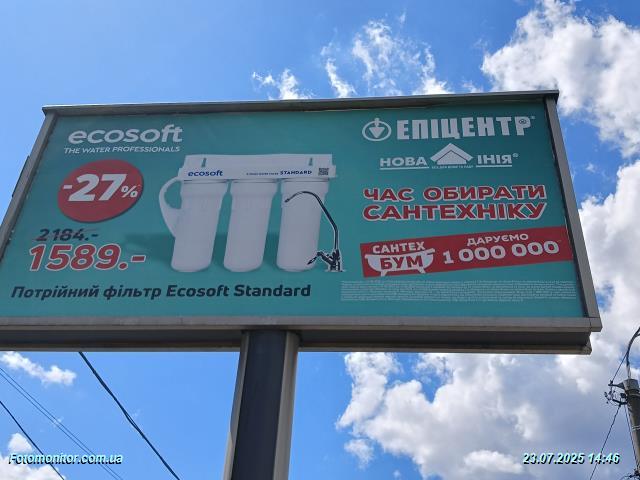 ecosoft
THE WATER PROFESSIONALS
-27%
2184.-
1589.-
ecosoft
STANDARD
Потрійний фільтр Ecosoft Standard
ЕПІЦЕНТР®
НОВА ІНІЯ®
ЧАС ОБИРАТИ
САНТЕХНІКУ
САНТЕХ
БУМ
ДАРУЄМО
1 000 000
Fotomonitor.com.ua
23.07.2025 14:46